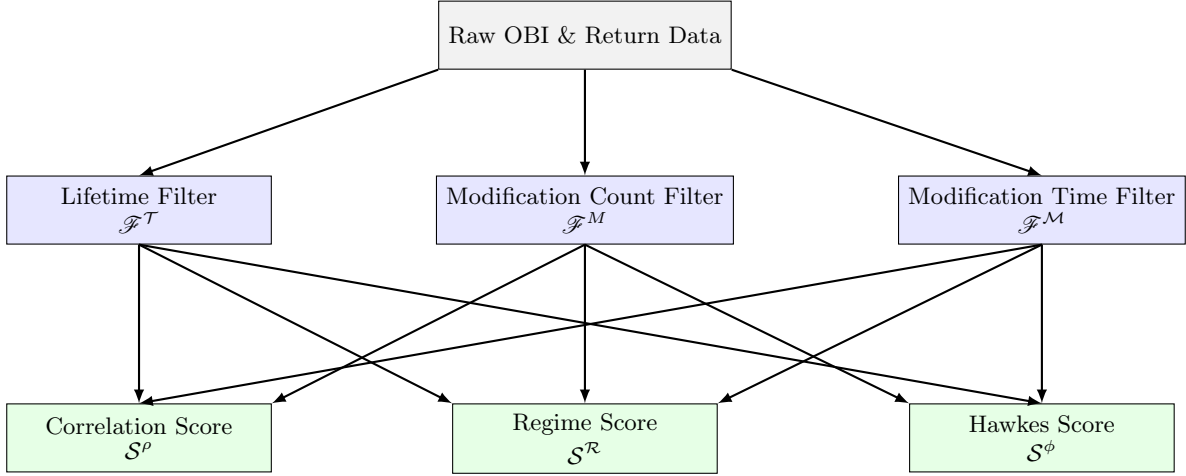 Raw OBI & Return Data
Lifetime Filter
ℱ^𝒯
Modification Count Filter
ℱ^M
Modification Time Filter
ℱ^ℳ
Correlation Score
𝒮^ρ
Regime Score
𝒮^ℛ
Hawkes Score
𝒮^ϕ